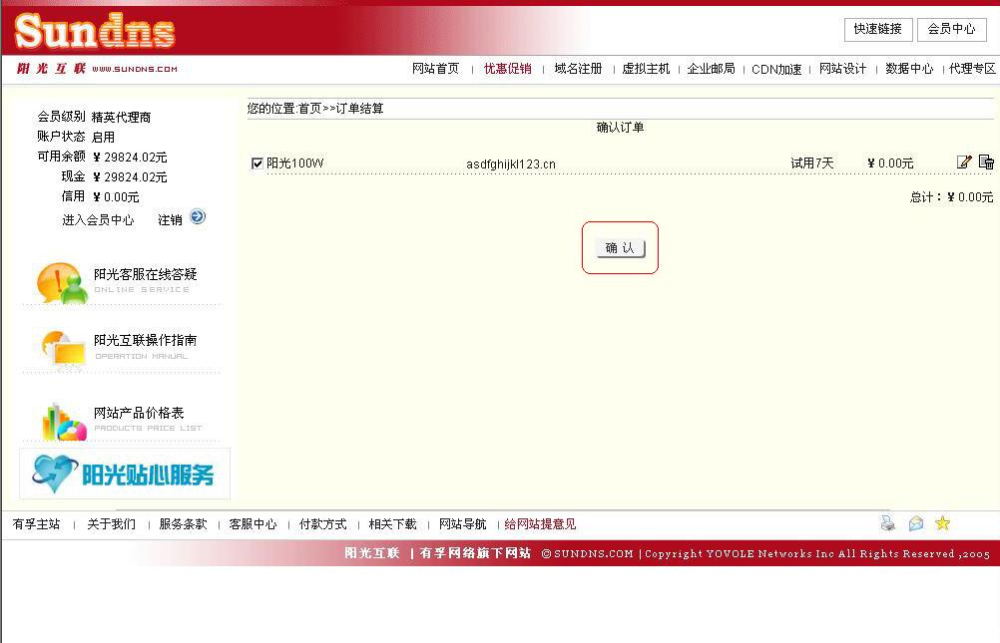 Sundns
快速链接 会员中心
阳光互联 WWW.SUNDNS.COM
网站首页 | 优惠促销 | 域名注册 | 虚拟主机 | 企业邮局 | CDN加速 | 网站设计 | 数据中心 | 代理专区
您的位置:首页>>订单结算
确认订单
会员级别 精英代理商
账户状态 启用
可用余额 ¥ 29824.02元
现金 ¥ 29824.02元
信用 ¥ 0.00元
进入会员中心 注销
阳光100W asdfghijkl123.cn 试用7天 ¥ 0.00元
总计：¥ 0.00元
确 认
阳光客服在线答疑
ONLINE SERVICE
阳光互联操作指南
OPERATION MANUAL
网站产品价格表
PRODUCTS PRICE LIST
阳光贴心服务
有孚主站 | 关于我们 | 服务条款 | 客服中心 | 付款方式 | 相关下载 | 网站导航 | 给网站提意见
阳光互联 | 有孚网络旗下网站 © SUNDNS.COM | Copyright YOVOLE Networks Inc All Rights Reserved ,2005